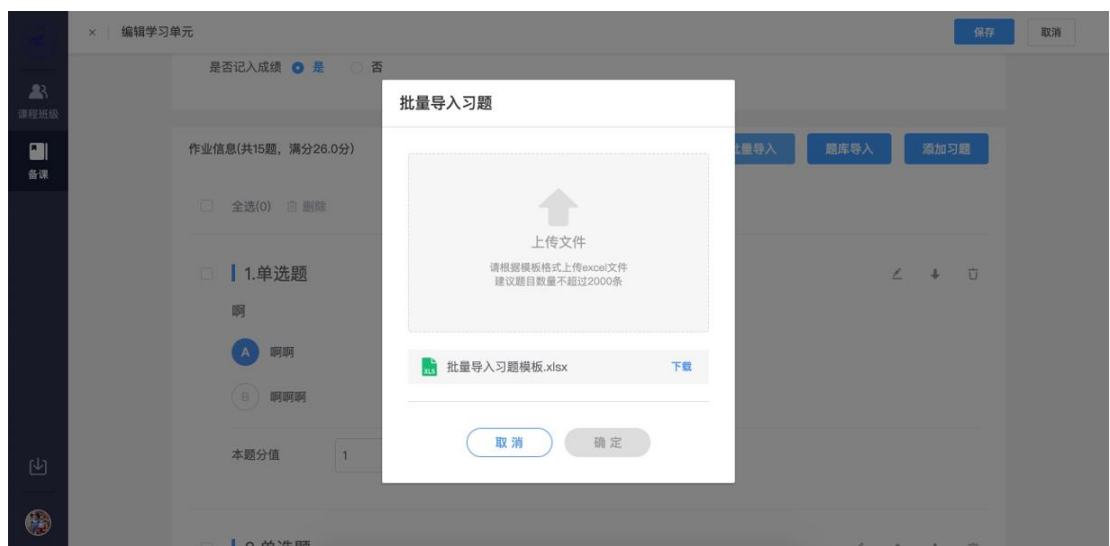 × 编辑学习单元 保存 取消
课程班级
备课
是否记入成绩 是 否
作业信息(共15题, 满分26.0分) 批量导入 题库导入 添加习题
全选(0) 删除
1.单选题
啊
A 啊啊
B 啊啊啊
本题分值 1
2.单选题
批量导入习题
上传文件
请根据模板格式上传excel文件
建议题目数量不超过2000条
XLS 批量导入习题模板.xlsx 下载
取消 确定